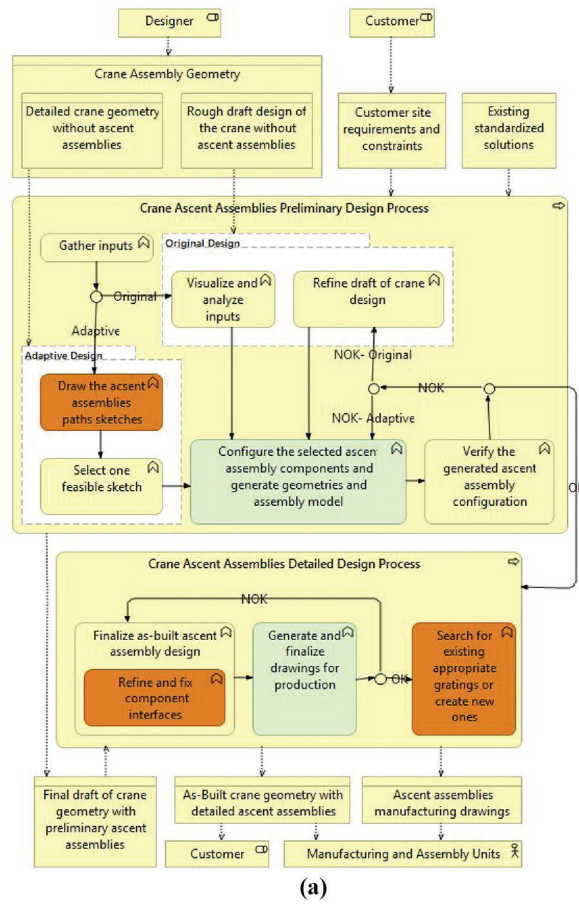 Designer
Customer
Crane Assembly Geometry
Detailed crane geometry
without ascent
assemblies
Rough draft design of
the crane without
ascent assemblies
Customer site
requirements and
constraints
Existing
standardized
solutions
Crane Ascent Assemblies Preliminary Design Process
Gather inputs
Original Design
Original
Visualize and
analyze
inputs
Refine draft of crane
design
Adaptive
Adaptive Design
NOK- Original
Draw the acsent
assemblies
paths sketches
NOK
NOK- Adaptive
Select one
feasible sketch
Configure the selected ascent
assembly components and
generate geometries and
assembly model
Verify the
generated ascent
assembly
configuration
Crane Ascent Assemblies Detailed Design Process
NOK
Finalize as-built ascent
assembly design
Refine and fix
component
interfaces
Generate and
finalize
drawings for
production
OK
Search for
existing
appropriate
gratings or
create new
ones
Final draft of crane
geometry with
preliminary ascent
assemblies
As-Built crane geometry with
detailed ascent assemblies
Ascent assemblies
manufacturing drawings
Customer
Manufacturing and Assembly Units
(a)